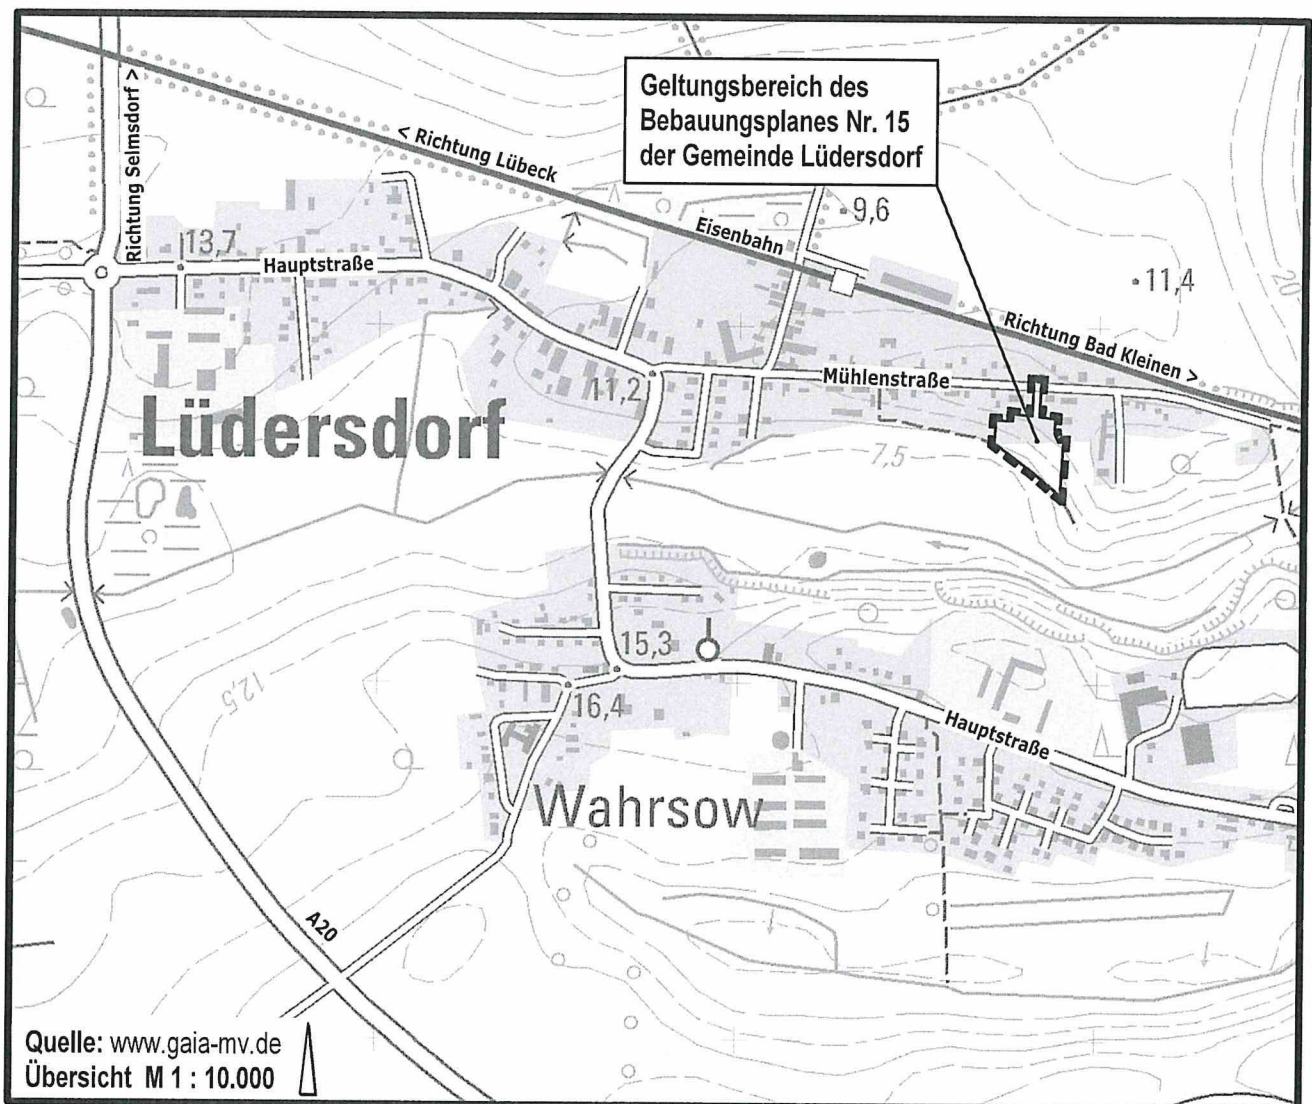 Geltungsbereich des
Bebauungsplanes Nr. 15
der Gemeinde Lüdersdorf
Richtung Selmsdorf >
< Richtung Lübeck
Eisenbahn
9,6
11,4
20
13,7
Hauptstraße
Richtung Bad Kleinen >
Mühlenstraße
11,2
Lüdersdorf
7,5
15,3
12,5
16,4
Hauptstraße
Wahrsow
A20
Quelle: www.gaia-mv.de
Übersicht M 1 : 10.000